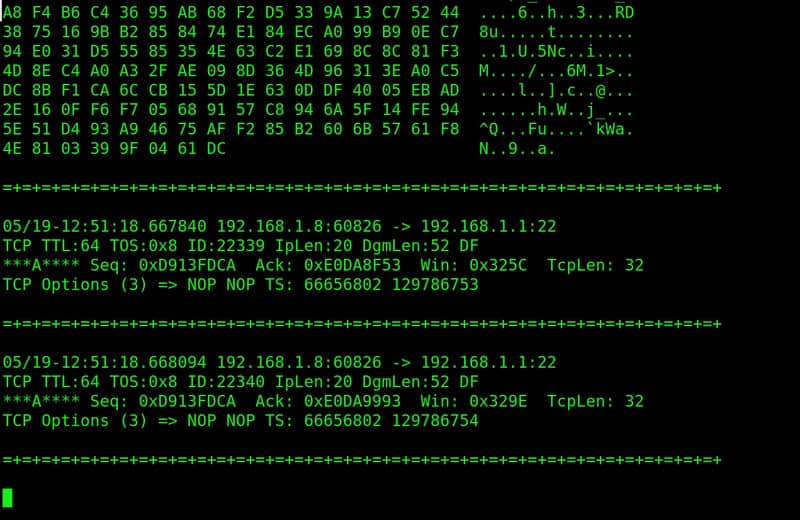 A8 F4 B6 C4 36 95 AB 68 F2 D5 33 9A 13 C7 52 44  ....6..h..3...RD
38 75 16 9B B2 85 84 74 E1 84 EC A0 99 B9 0E C7  8u.....t........
94 E0 31 D5 55 85 35 4E 63 C2 E1 69 8C 8C 81 F3  ..1.U.5Nc..i....
4D 8E C4 A0 A3 2F AE 09 8D 36 4D 96 31 3E A0 C5  M..../...6M.1>..
DC 8B F1 CA 6C CB 15 5D 1E 63 0D DF 40 05 EB AD  ....l..].c..@...
2E 16 0F F6 F7 05 68 91 57 C8 94 6A 5F 14 FE 94  ......h.W..j_...
5E 51 D4 93 A9 46 75 AF F2 85 B2 60 6B 57 61 F8  ^Q...Fu....`kWa.
4E 81 03 39 9F 04 61 DC  N..9..a.
=+=+=+=+=+=+=+=+=+=+=+=+=+=+=+=+=+=+=+=+=+=+=+=+=+=+=+=+=+=+=+=+=+=+=+=+=+
05/19-12:51:18.667840 192.168.1.8:60826 -> 192.168.1.1:22
TCP TTL:64 TOS:0x8 ID:22339 IpLen:20 DgmLen:52 DF
***A**** Seq: 0xD913FDCA  Ack: 0xE0DA8F53  Win: 0x325C  TcpLen: 32
TCP Options (3) => NOP NOP TS: 66656802 129786753
=+=+=+=+=+=+=+=+=+=+=+=+=+=+=+=+=+=+=+=+=+=+=+=+=+=+=+=+=+=+=+=+=+=+=+=+=+
05/19-12:51:18.668094 192.168.1.8:60826 -> 192.168.1.1:22
TCP TTL:64 TOS:0x8 ID:22340 IpLen:20 DgmLen:52 DF
***A**** Seq: 0xD913FDCA  Ack: 0xE0DA9993  Win: 0x329E  TcpLen: 32
TCP Options (3) => NOP NOP TS: 66656802 129786754
=+=+=+=+=+=+=+=+=+=+=+=+=+=+=+=+=+=+=+=+=+=+=+=+=+=+=+=+=+=+=+=+=+=+=+=+=+